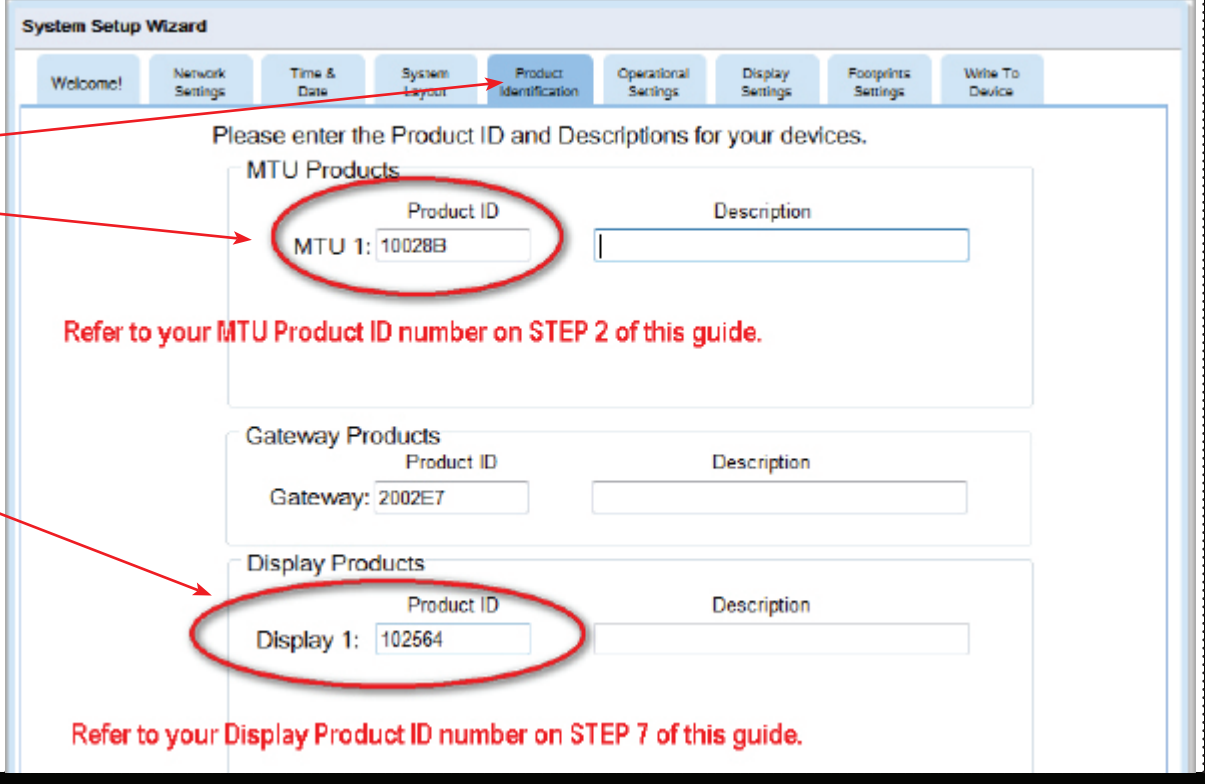 System Setup Wizard
Welcome!
Network Settings
Time & Date
System Layout
Product Identification
Operational Settings
Display Settings
Footprints Settings
Write To Device
Please enter the Product ID and Descriptions for your devices.
MTU Products
Product ID Description
MTU 1: 10028B
Refer to your MTU Product ID number on STEP 2 of this guide.
Gateway Products
Product ID Description
Gateway: 2002E7
Display Products
Product ID Description
Display 1: 102564
Refer to your Display Product ID number on STEP 7 of this guide.